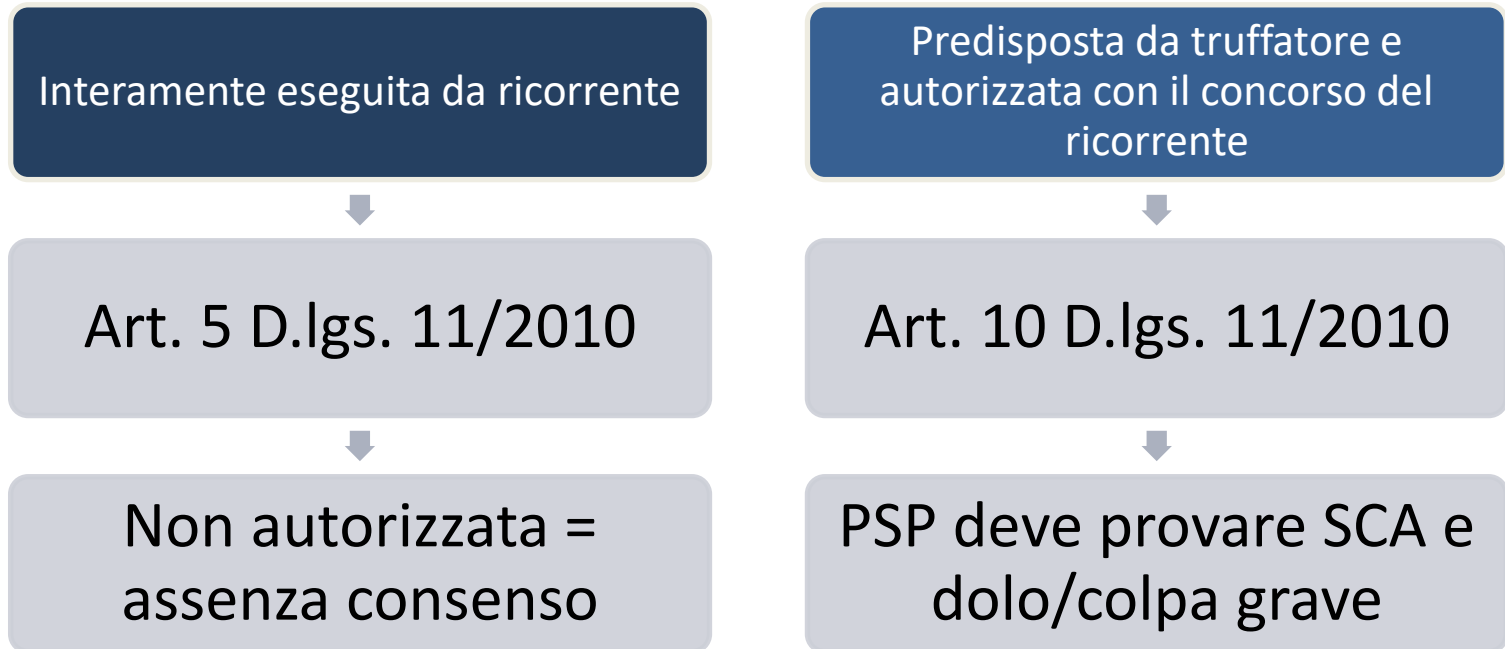 Interamente eseguita da ricorrente
Art. 5 D.lgs. 11/2010
Non autorizzata =
assenza consenso
Predisposta da truffatore e
autorizzata con il concorso del
ricorrente
Art. 10 D.lgs. 11/2010
PSP deve provare SCA e
dolo/colpa grave